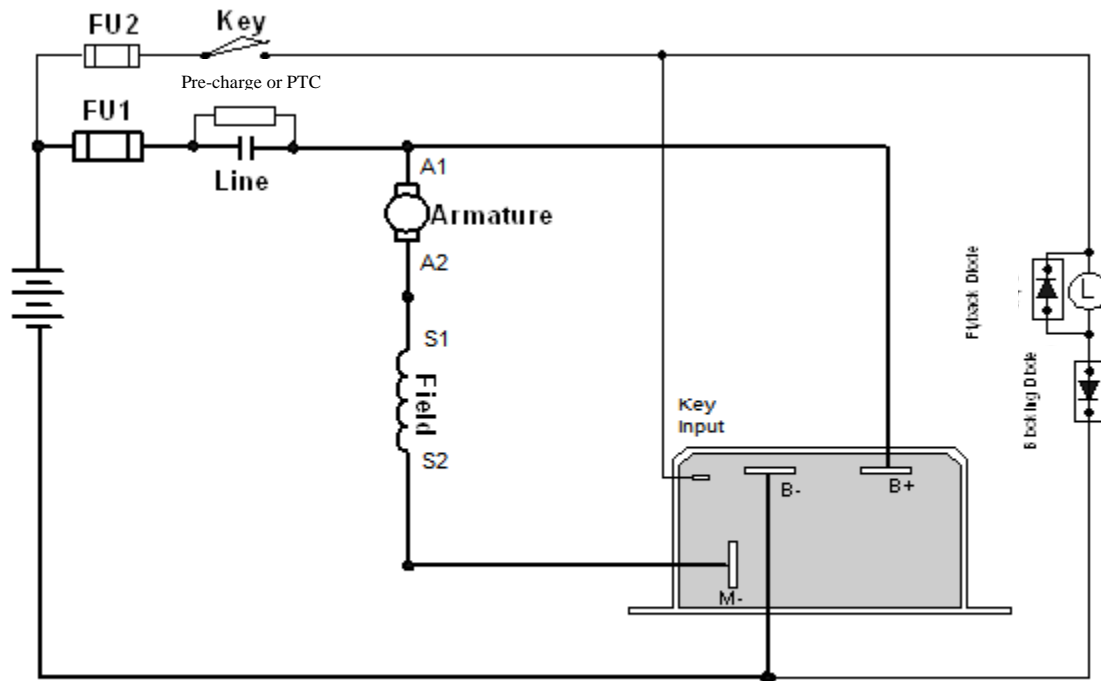 FU2
Key
Pre-charge or PTC
FU1
Line
A1
Armature
A2
S1
Field
S2
Key
Input
B-
B+
M-
Flyback Diode
L
Blocking Diode